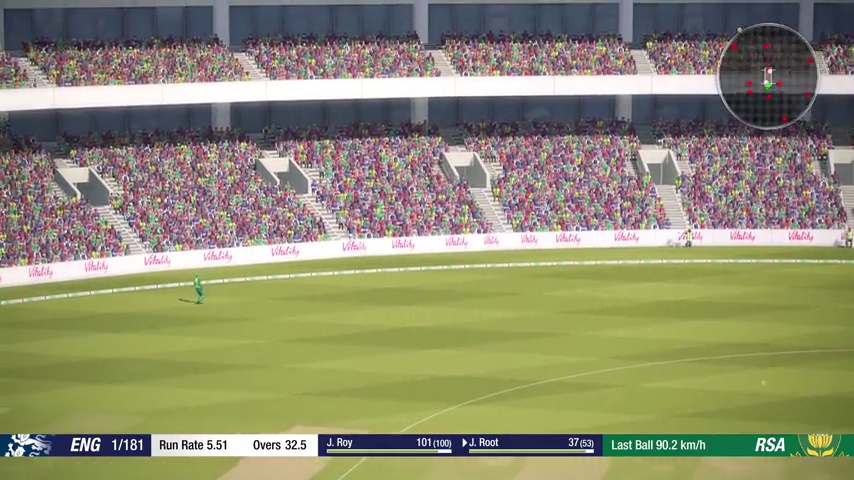 Vitality Vitality Vitality Vitality Vitality Vitality Vitality Vitality Vitality Vitality Vitality Vitality Vitality Vitality
ENG 1/181 Run Rate 5.51 Overs 32.5 J. Roy 101 (100) J. Root 37 (53) Last Ball 90.2 km/h RSA